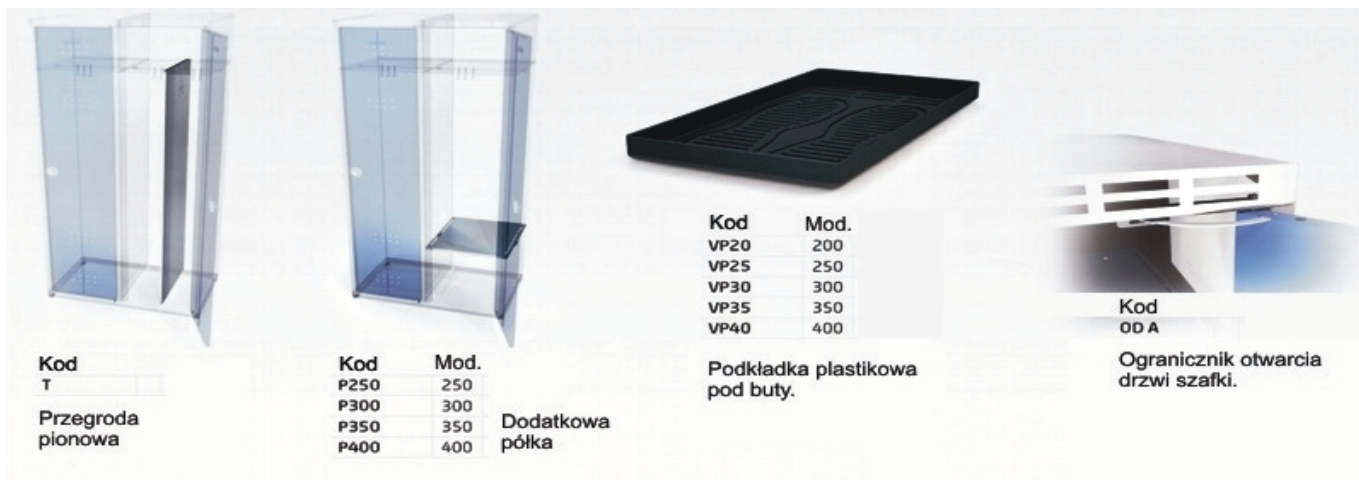 Kod
T
Przegroda
pionowa
Kod Mod.
P250 250
P300 300
P350 350
P400 400
Dodatkowa
półka
Kod Mod.
VP20 200
VP25 250
VP30 300
VP35 350
VP40 400
Podkładka plastikowa
pod buty.
Kod
OD A
Ogranicznik otwarcia
drzwi szafki.